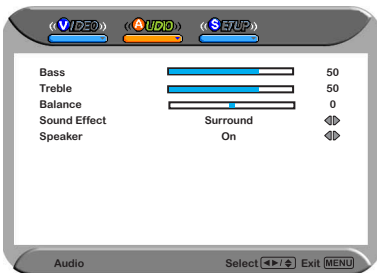 VIDEO AUDIO SETUP
Bass 50
Treble 50
Balance 0
Sound Effect Surround
Speaker On
Audio Select ◄►/▲▼ Exit MENU